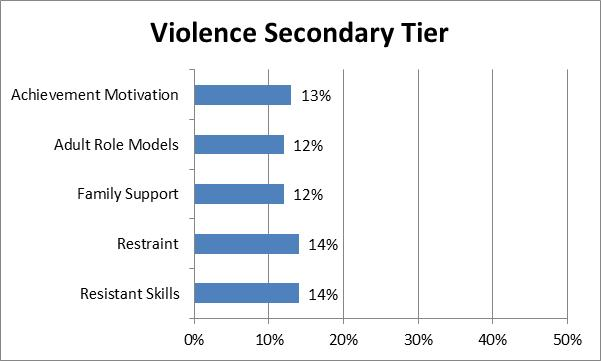 Violence Secondary Tier
Achievement Motivation 13%
Adult Role Models 12%
Family Support 12%
Restraint 14%
Resistant Skills 14%
0% 10% 20% 30% 40% 50%